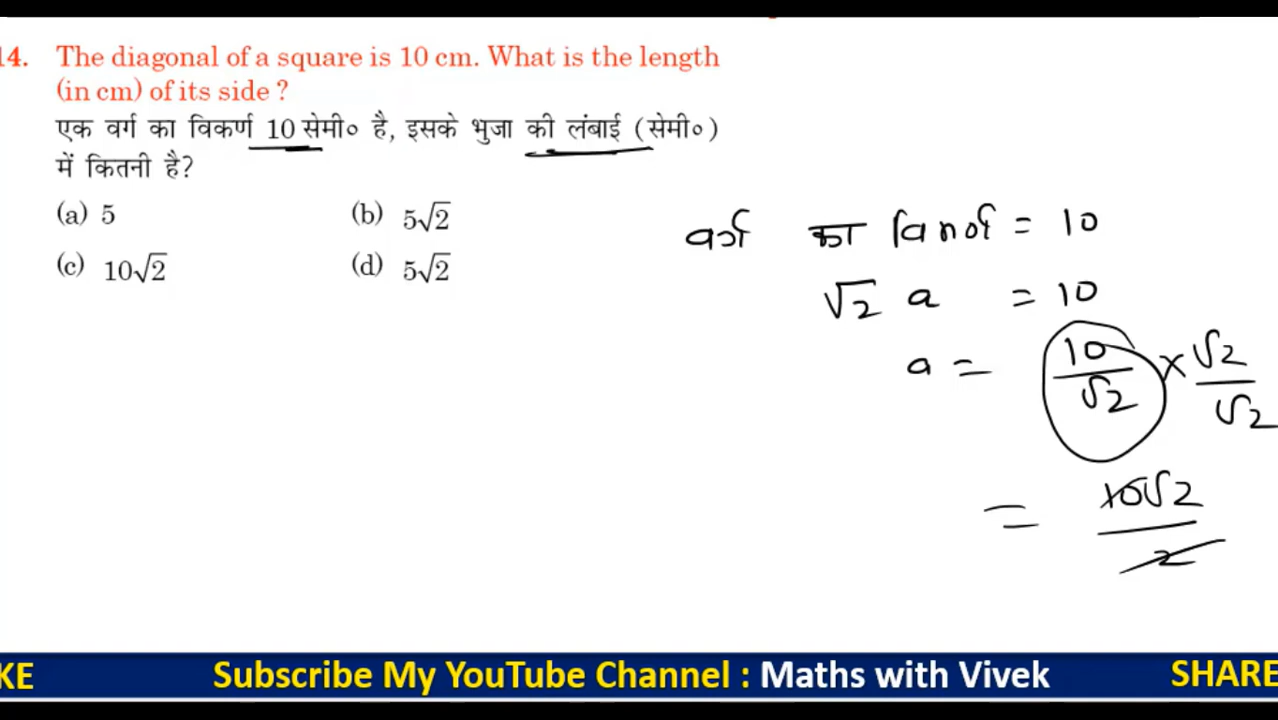 14. The diagonal of a square is 10 cm. What is the length
(in cm) of its side ?
एक वर्ग का विकर्ण 10 सेमी० है, इसके भुजा की लंबाई (सेमी०)
में कितनी है?
(a) 5 (b) 5√2
(c) 10√2 (d) 5√2
वर्ग का विकर्ण = 10
√2 a = 10
a = 10/√2 × √2/√2
= 10√2/2
KE Subscribe My YouTube Channel : Maths with Vivek SHARE